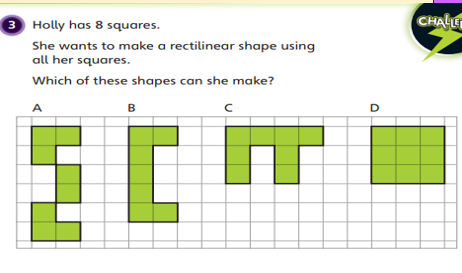 3 Holly has 8 squares.
She wants to make a rectilinear shape using
all her squares.
Which of these shapes can she make?
A B C D